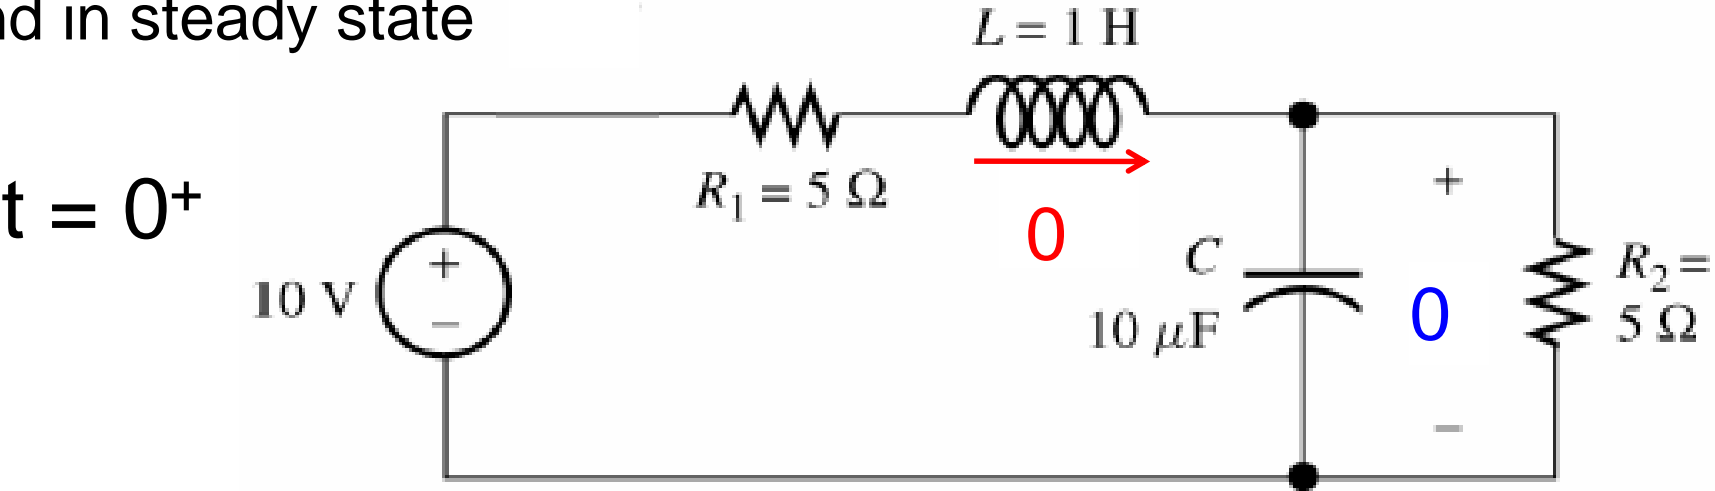 nd in steady state
L = 1 H
t = 0⁺
R₁ = 5 Ω
0
10 V
+
−
C
10 μF
+
0
−
R₂ =
5 Ω